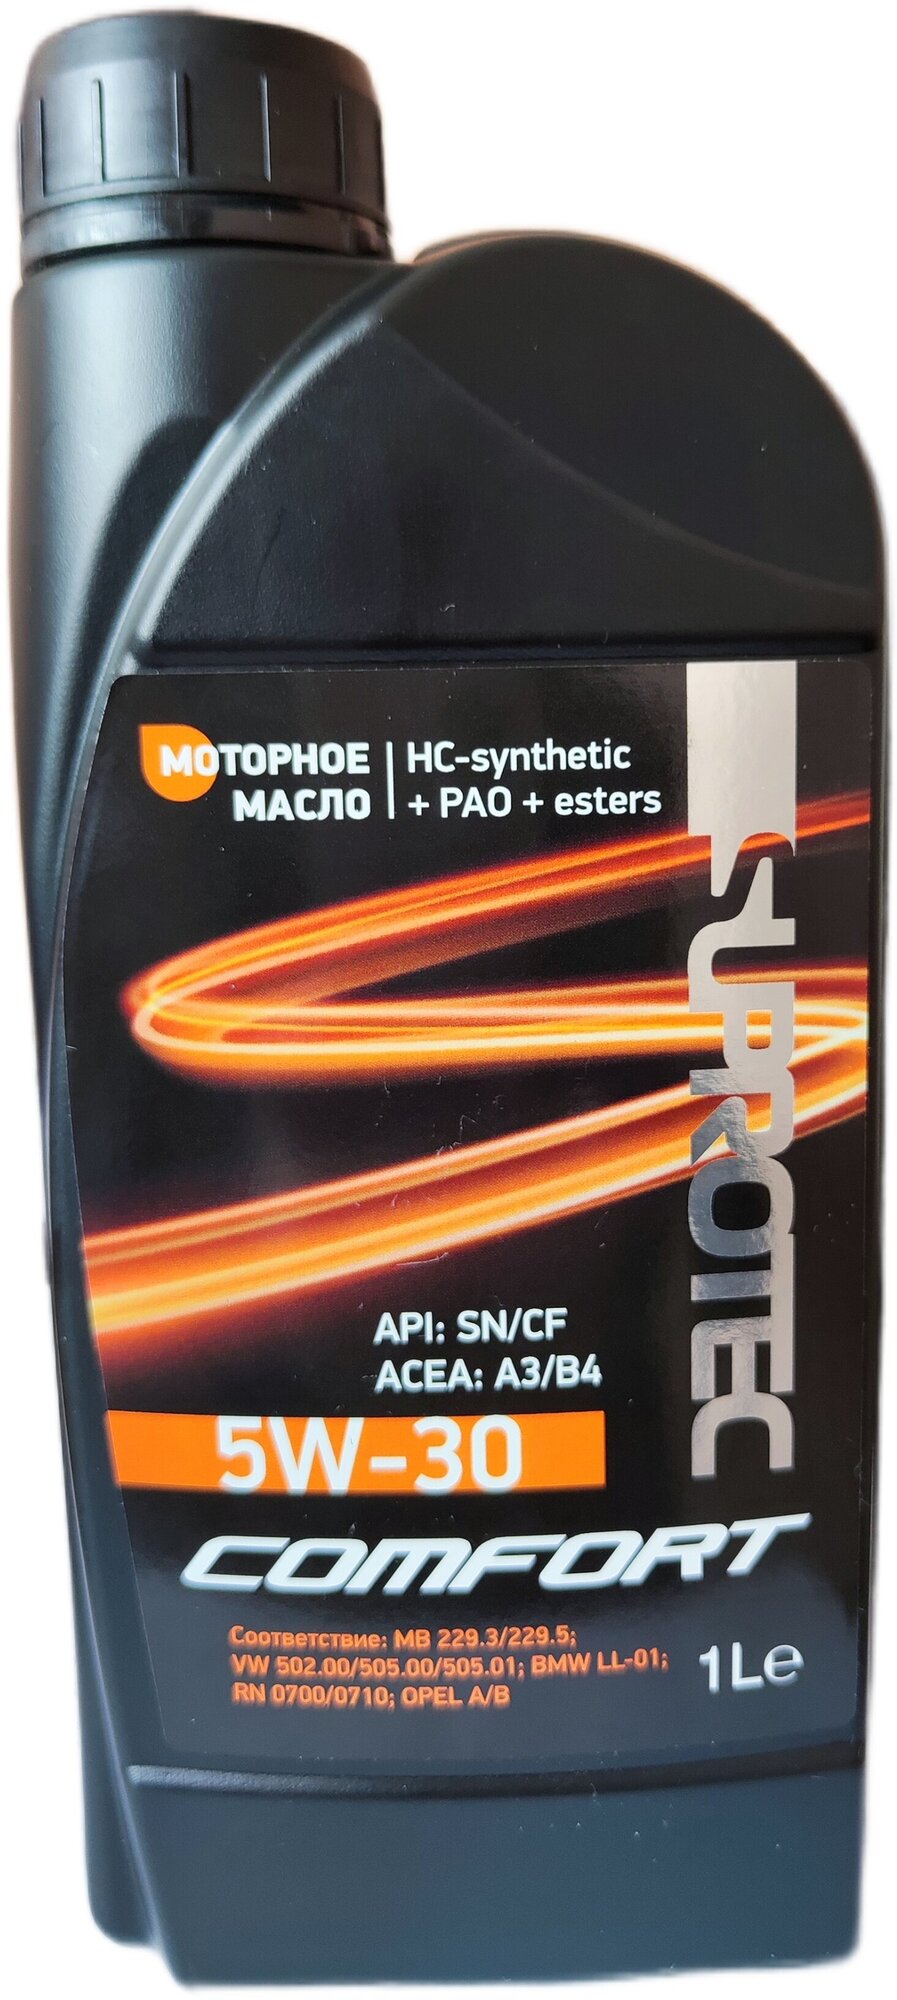 МОТОРНОЕ
МАСЛО
HC-synthetic
+ PAO + esters
SUPROTEC
API: SN/CF
ACEA: A3/B4
5W-30
COMFORT
Соответствие: MB 229.3/229.5;
VW 502.00/505.00/505.01; BMW LL-01;
RN 0700/0710; OPEL A/B
1L℮